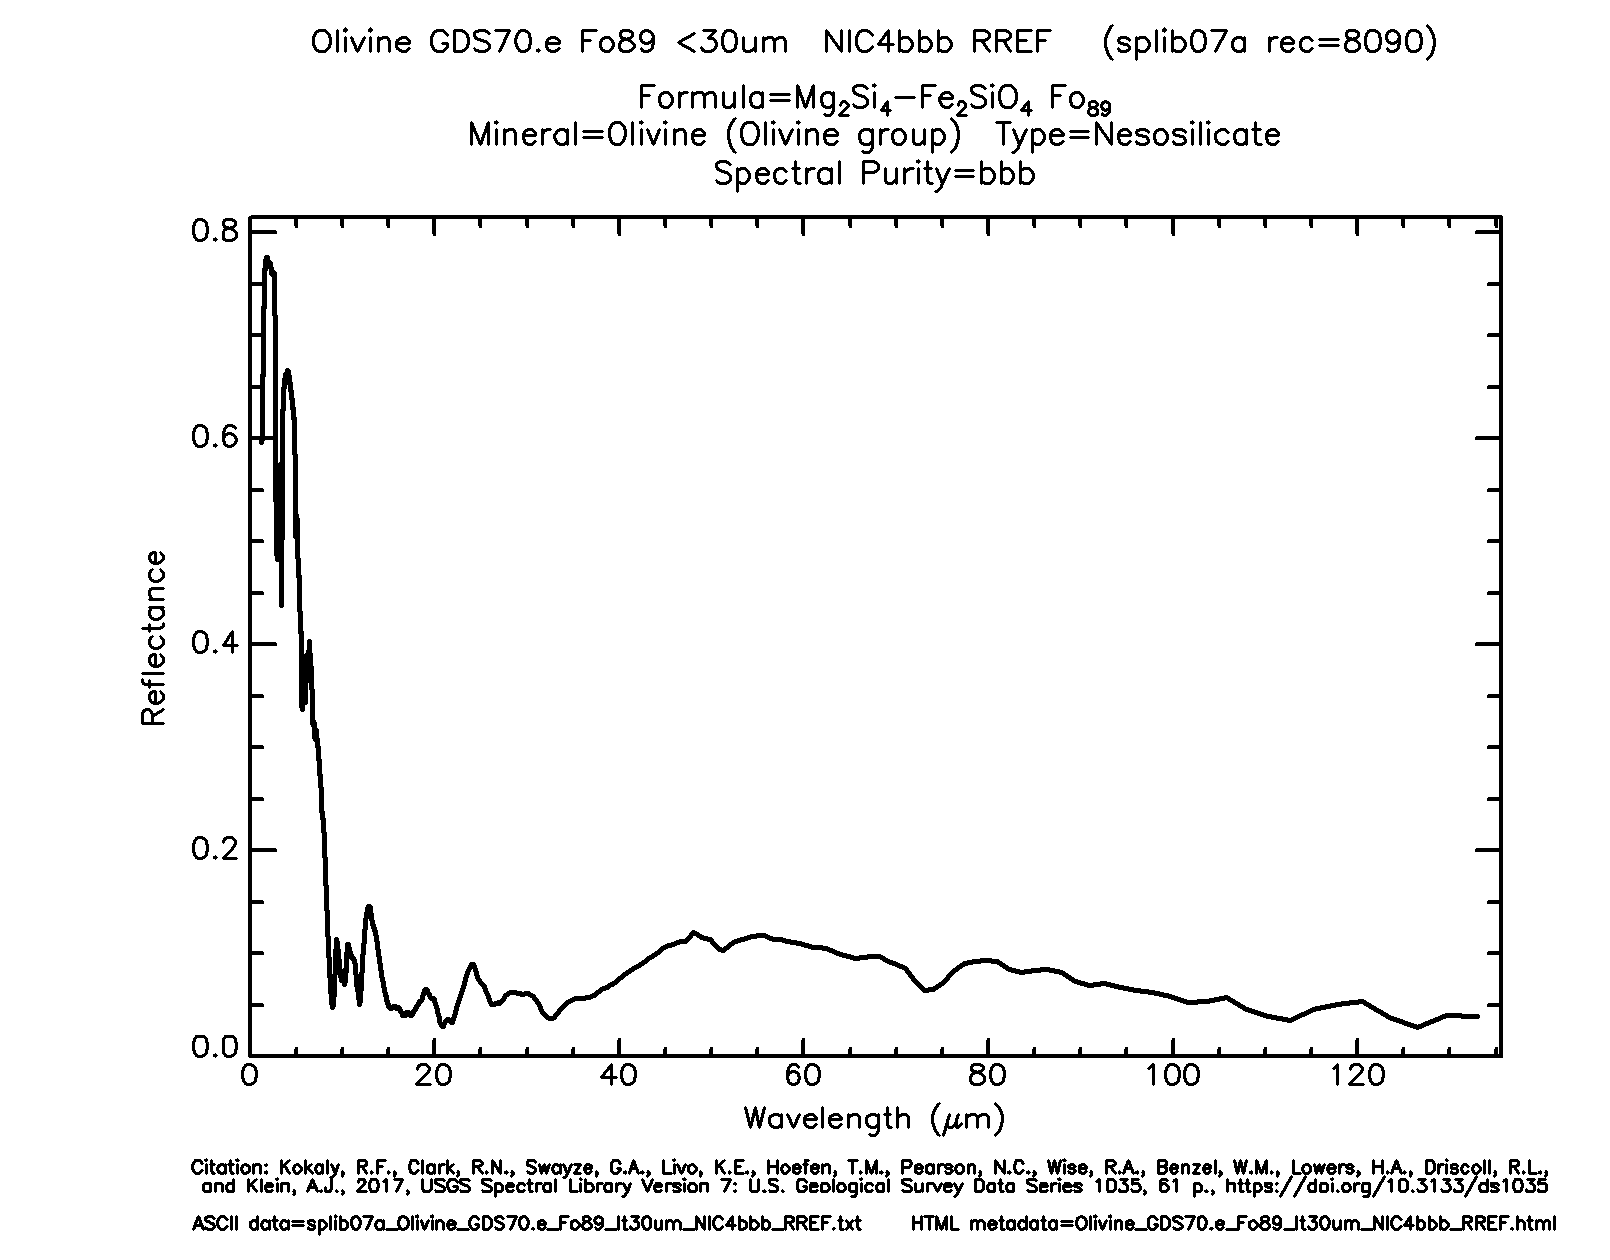 Olivine GDS70.e Fo89 <30um NIC4bbb RREF (splib07a rec=8090)
Formula=Mg₂Si₄−Fe₂SiO₄ Fo₈₉
Mineral=Olivine (Olivine group) Type=Nesosilicate
Spectral Purity=bbb
0.8
0.6
0.4
0.2
0.0
Reflectance
0 20 40 60 80 100 120
Wavelength (μm)
Citation: Kokaly, R.F., Clark, R.N., Swayze, G.A., Livo, K.E., Hoefen, T.M., Pearson, N.C., Wise, R.A., Benzel, W.M., Lowers, H.A., Driscoll, R.L.,
and Klein, A.J., 2017, USGS Spectral Library Version 7: U.S. Geological Survey Data Series 1035, 61 p., https://doi.org/10.3133/ds1035
ASCII data=splib07a_Olivine_GDS70.e_Fo89_lt30um_NIC4bbb_RREF.txt HTML metadata=Olivine_GDS70.e_Fo89_lt30um_NIC4bbb_RREF.html